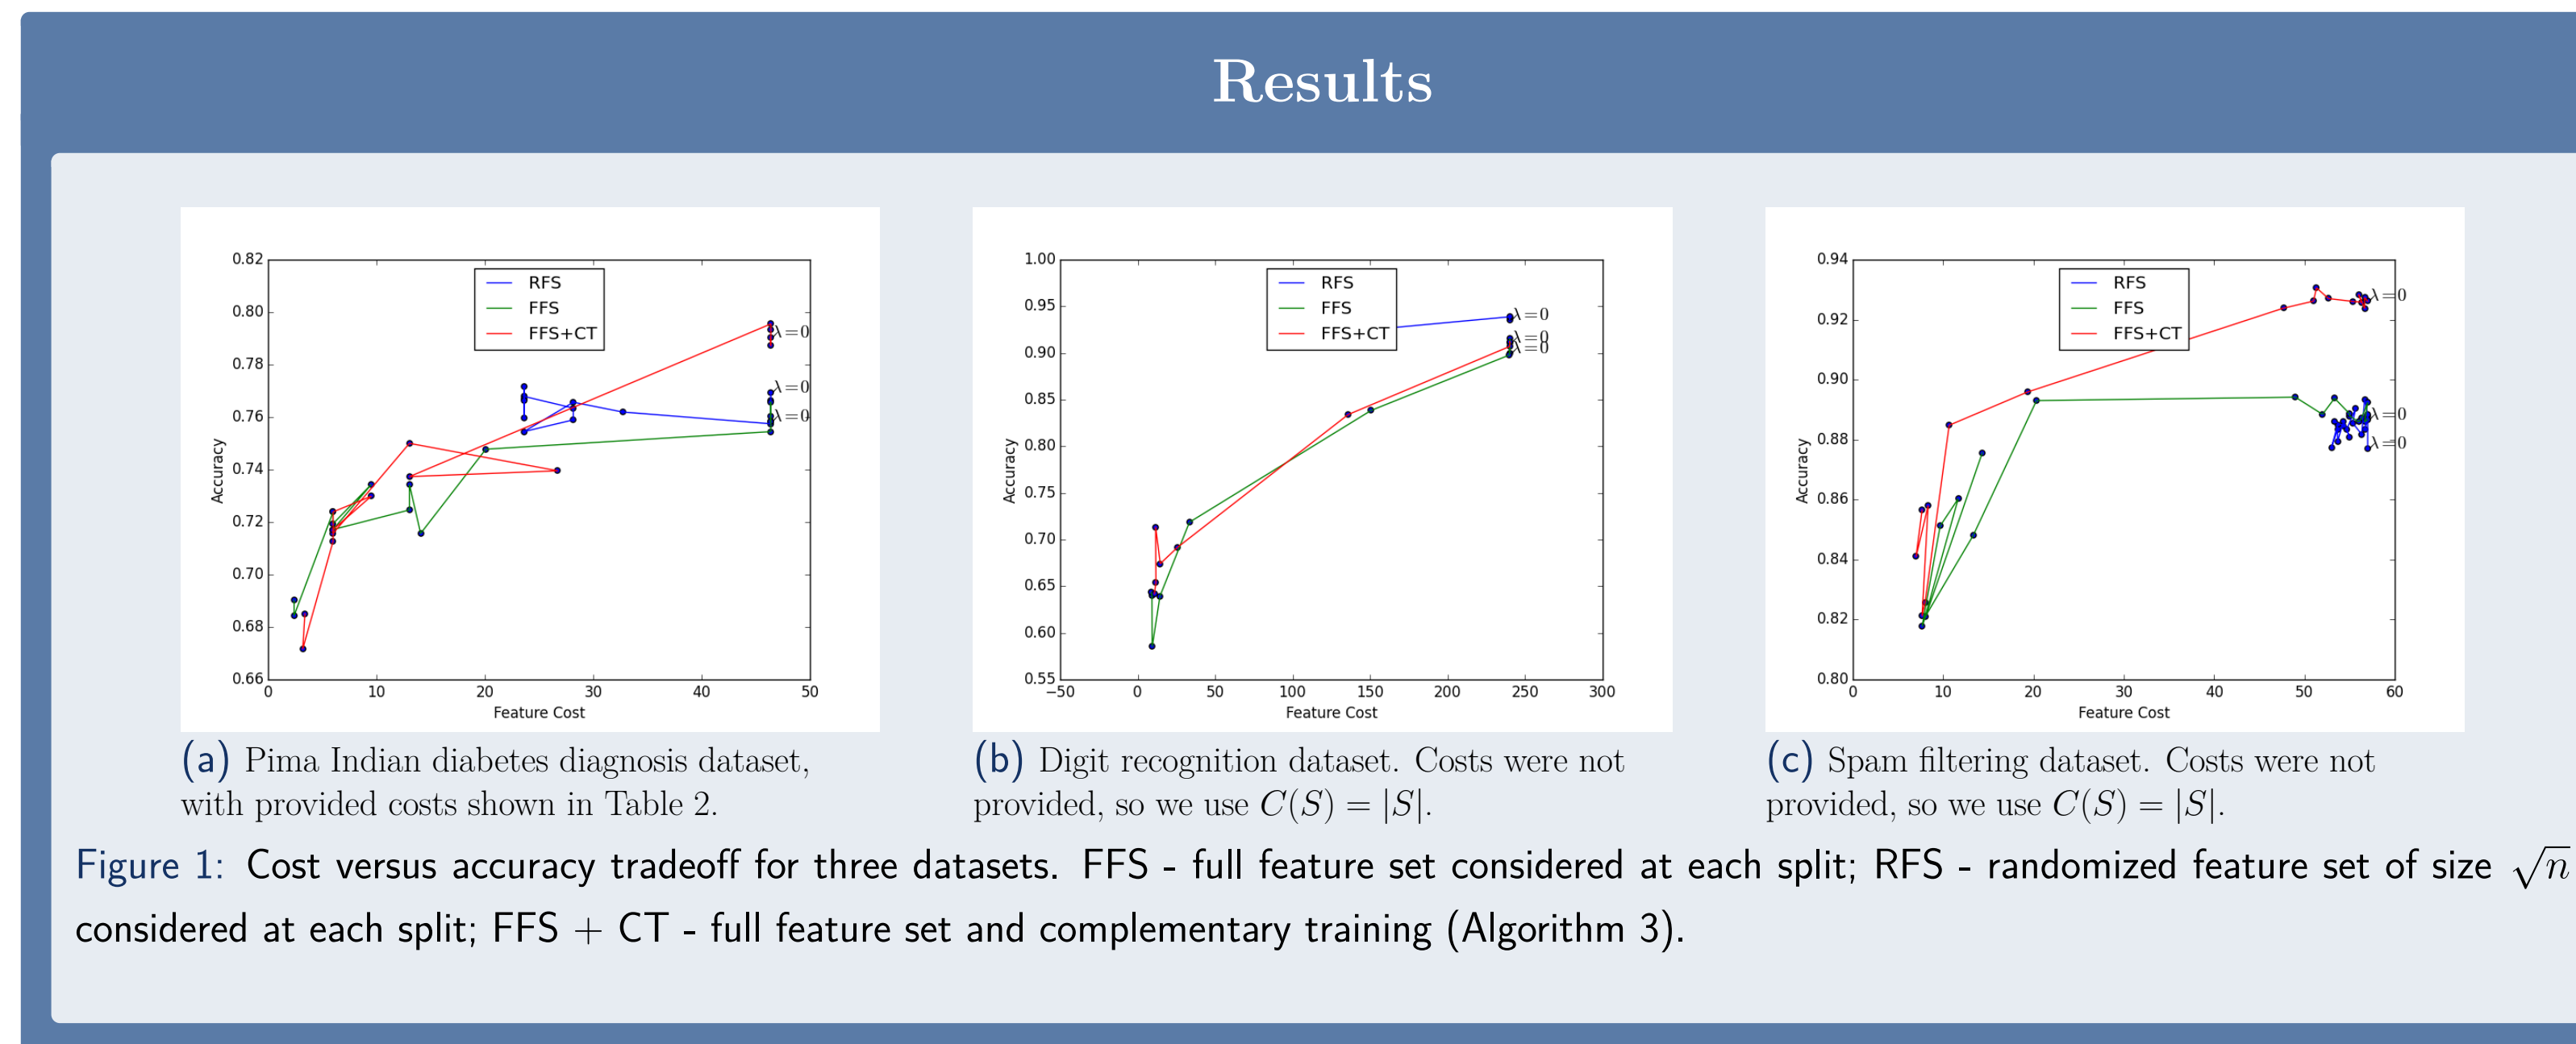 Results
0.82
0.80
0.78
0.76
0.74
0.72
0.70
0.68
0.66
0 10 20 30 40 50
Accuracy
Feature Cost
RFS
FFS
FFS+CT
λ=0
λ=0
λ=0
1.00
0.95
0.90
0.85
0.80
0.75
0.70
0.65
0.60
0.55
−50 0 50 100 150 200 250 300
Accuracy
Feature Cost
RFS
FFS
FFS+CT
λ=0
λ=0
λ=0
0.94
0.92
0.90
0.88
0.86
0.84
0.82
0.80
0 10 20 30 40 50 60
Accuracy
Feature Cost
RFS
FFS
FFS+CT
λ=0
λ=0
λ=0
(a) Pima Indian diabetes diagnosis dataset,
with provided costs shown in Table 2.
(b) Digit recognition dataset. Costs were not
provided, so we use C(S) = |S|.
(c) Spam filtering dataset. Costs were not
provided, so we use C(S) = |S|.
Figure 1: Cost versus accuracy tradeoff for three datasets. FFS - full feature set considered at each split; RFS - randomized feature set of size √n
considered at each split; FFS + CT - full feature set and complementary training (Algorithm 3).